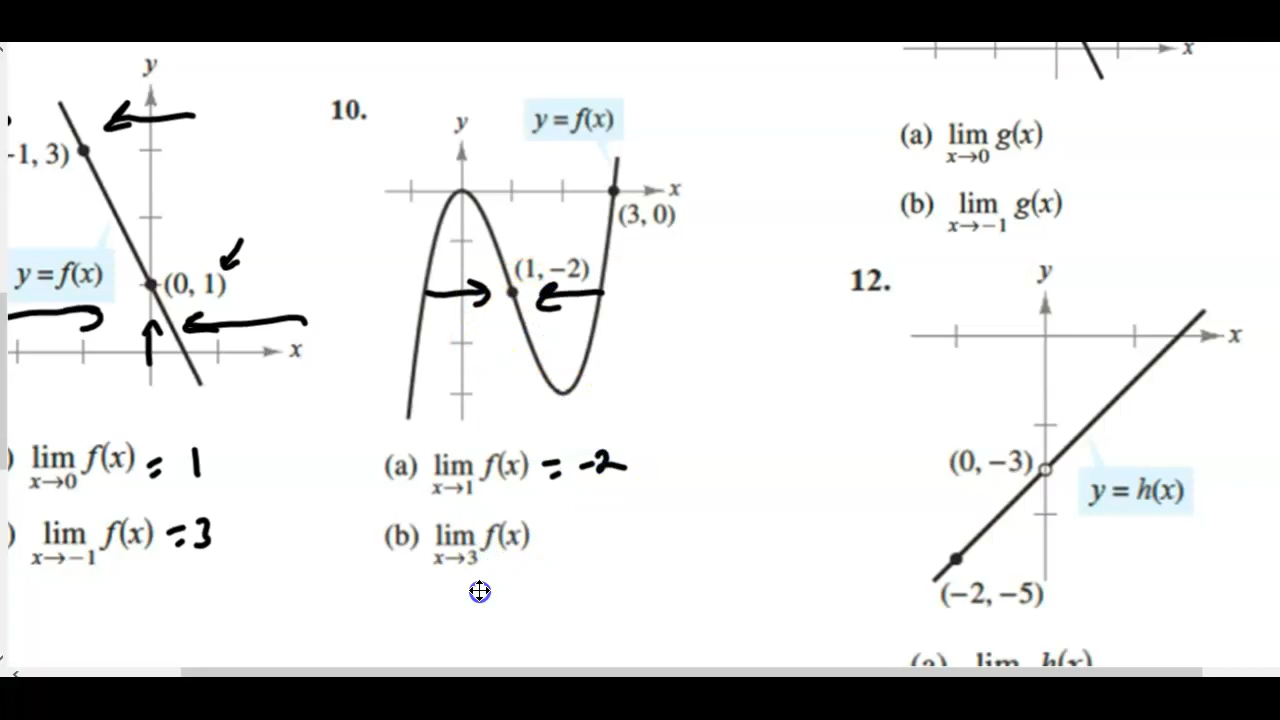 y
-1, 3)
y = f(x)
(0, 1)
x
) lim f(x) = 1
x→0
) lim f(x) = 3
x→−1
10.
y = f(x)
y
x
(3, 0)
(1, −2)
(a) lim f(x) = -2
x→1
(b) lim f(x)
x→3
x
(a) lim g(x)
x→0
(b) lim g(x)
x→−1
12.
y
x
(0, −3)
y = h(x)
(−2, −5)
(a) lim h(x)